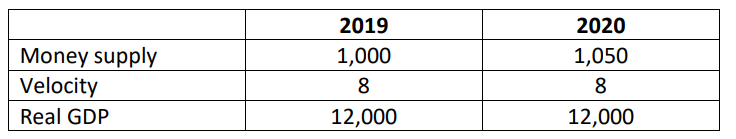 2019 2020
Money supply 1,000 1,050
Velocity 8 8
Real GDP 12,000 12,000